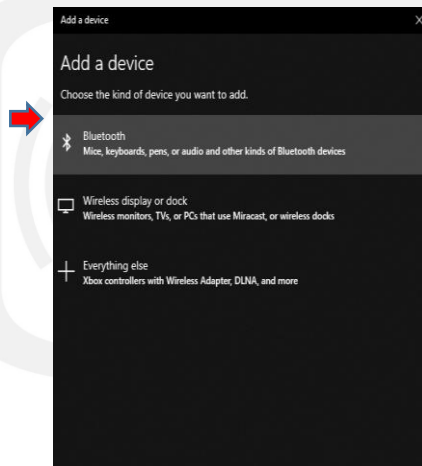 Add a device
Add a device
Choose the kind of device you want to add.
Bluetooth
Mice, keyboards, pens, or audio and other kinds of Bluetooth devices
Wireless display or dock
Wireless monitors, TVs, or PCs that use Miracast, or wireless docks
Everything else
Xbox controllers with Wireless Adapter, DLNA, and more